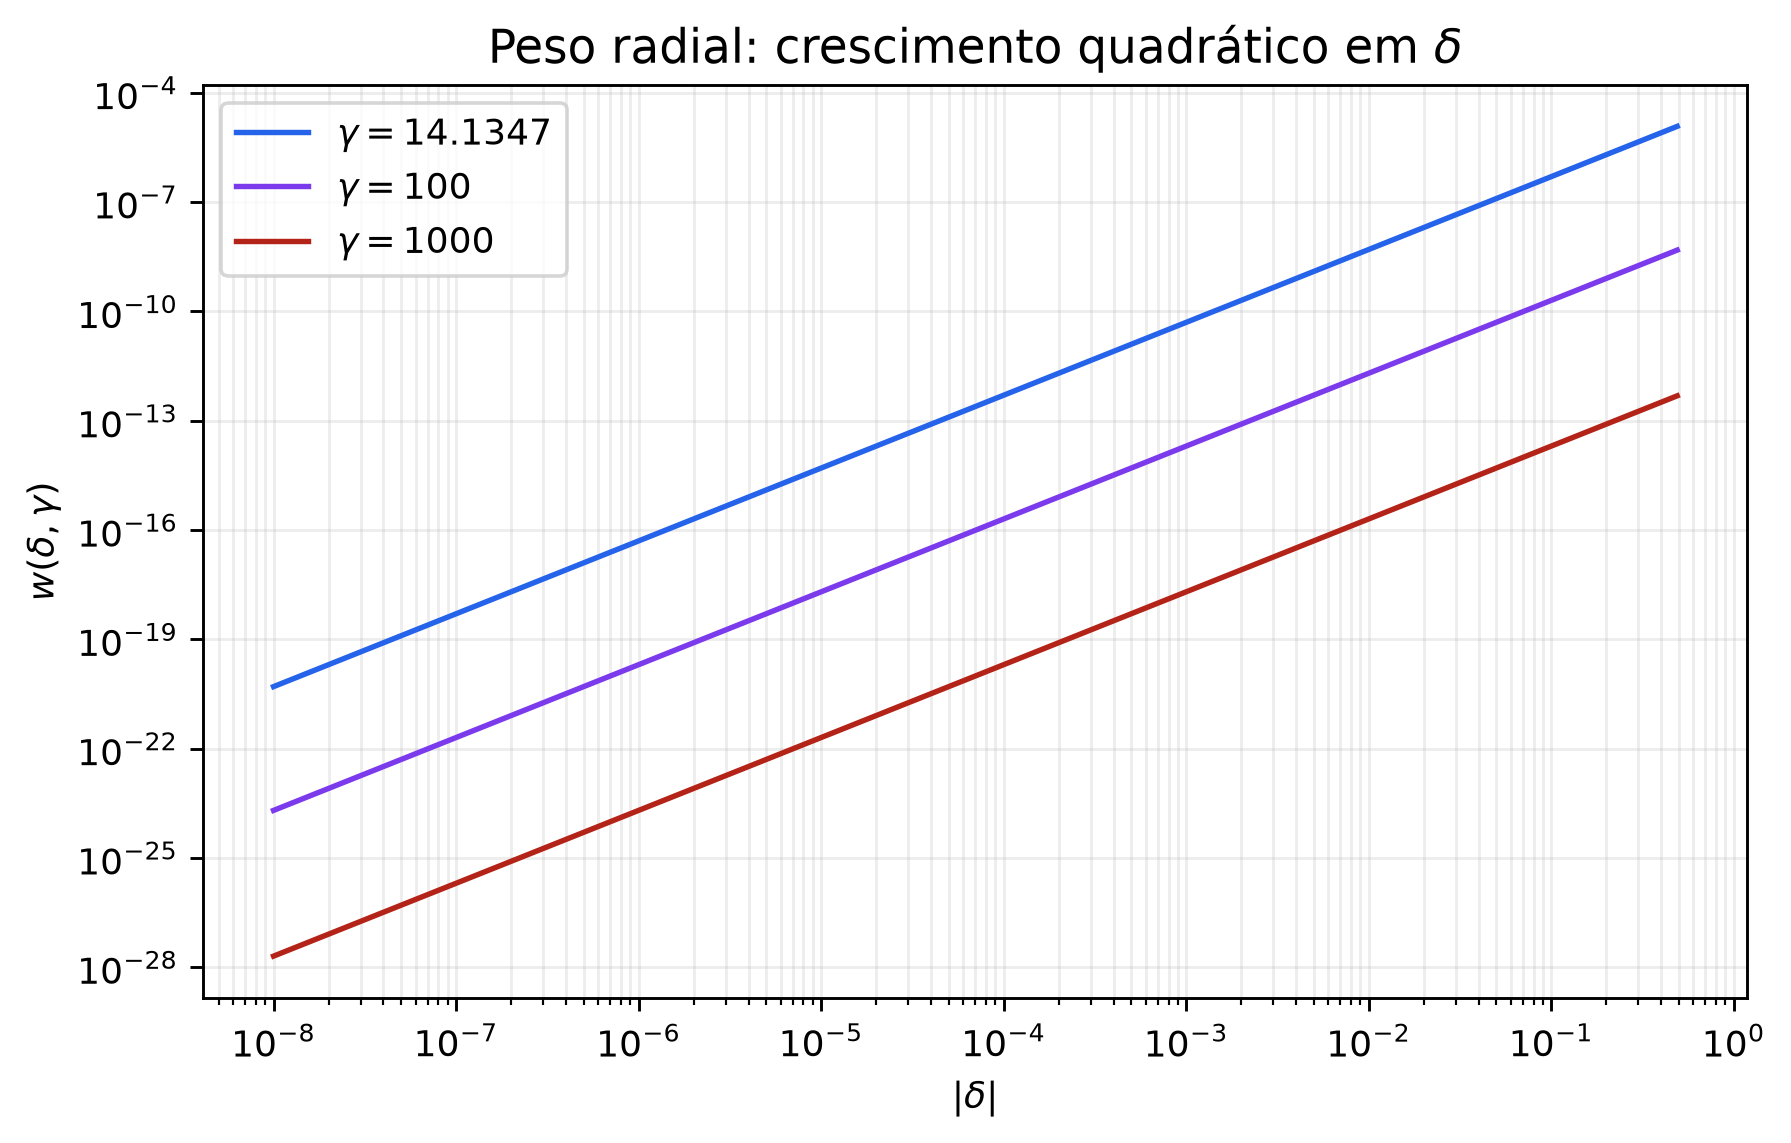 Peso radial: crescimento quadrático em δ
γ = 14.1347
γ = 100
γ = 1000
w(δ, γ)
10⁻⁴
10⁻⁷
10⁻¹⁰
10⁻¹³
10⁻¹⁶
10⁻¹⁹
10⁻²²
10⁻²⁵
10⁻²⁸
10⁻⁸ 10⁻⁷ 10⁻⁶ 10⁻⁵ 10⁻⁴ 10⁻³ 10⁻² 10⁻¹ 10⁰
|δ|